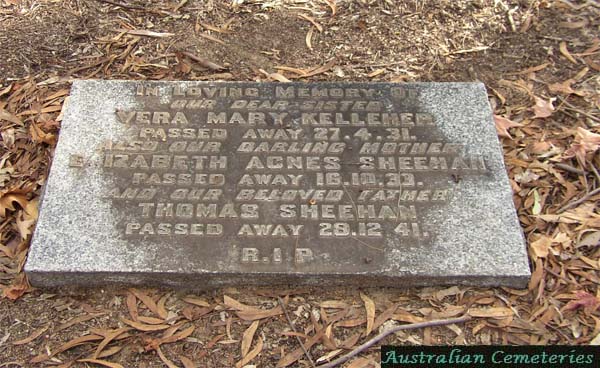 IN LOVING MEMORY OF
OUR DEAR SISTER
VERA MARY KELLEHER
PASSED AWAY 27.4.31.
ALSO OUR DARLING MOTHER
ELIZABETH AGNES SHEEHAN
PASSED AWAY 16.10.33.
AND OUR BELOVED FATHER
THOMAS SHEEHAN
PASSED AWAY 29.12.41.
R.I.P.
Australian Cemeteries